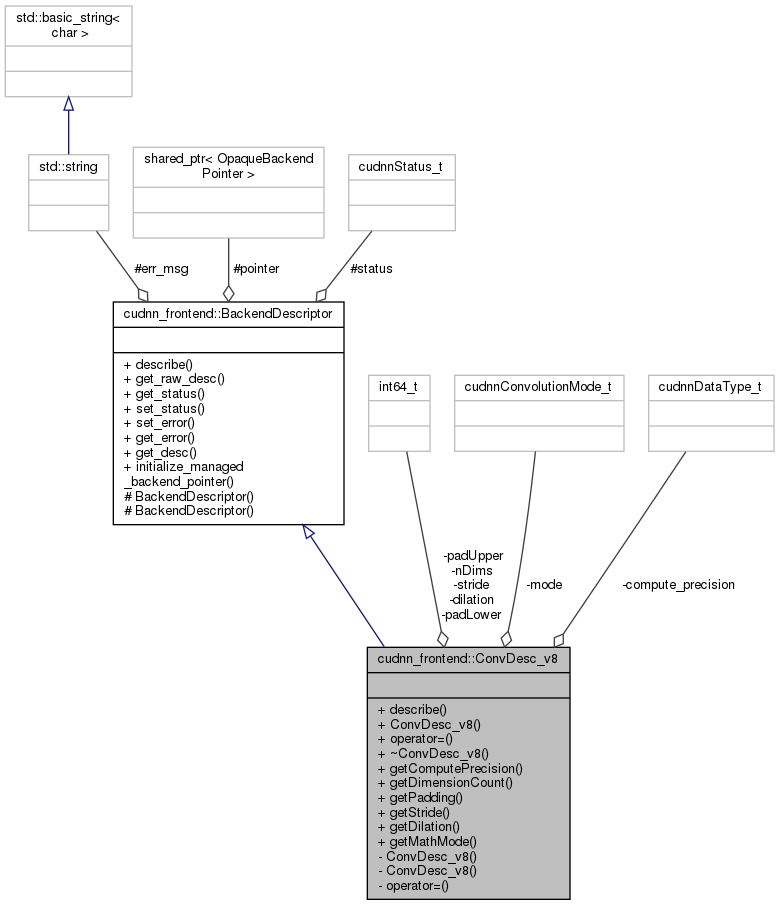 std::basic_string<
char >
std::string
shared_ptr< OpaqueBackend
Pointer >
cudnnStatus_t
#err_msg
#pointer
#status
cudnn_frontend::BackendDescriptor
+ describe()
+ get_raw_desc()
+ get_status()
+ set_status()
+ set_error()
+ get_error()
+ get_desc()
+ initialize_managed
_backend_pointer()
# BackendDescriptor()
# BackendDescriptor()
int64_t
cudnnConvolutionMode_t
cudnnDataType_t
-padUpper
-nDims
-stride
-dilation
-padLower
-mode
-compute_precision
cudnn_frontend::ConvDesc_v8
+ describe()
+ ConvDesc_v8()
+ operator=()
+ ~ConvDesc_v8()
+ getComputePrecision()
+ getDimensionCount()
+ getPadding()
+ getStride()
+ getDilation()
+ getMathMode()
- ConvDesc_v8()
- ConvDesc_v8()
- operator=()